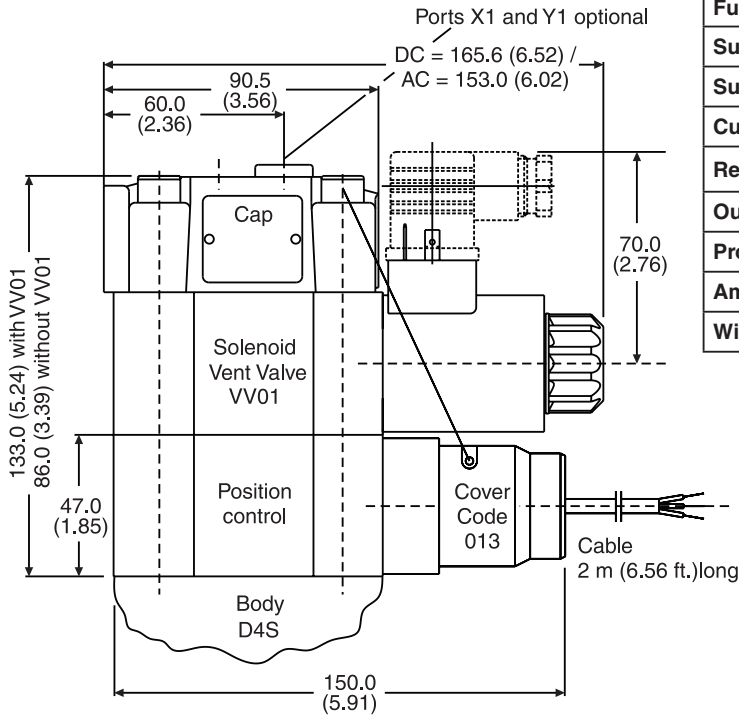 Ports X1 and Y1 optional
DC = 165.6 (6.52) /
AC = 153.0 (6.02)
90.5
(3.56)
60.0
(2.36)
Cap
70.0
(2.76)
133.0 (5.24) with VV01
86.0 (3.39) without VV01
Solenoid
Vent Valve
VV01
47.0
(1.85)
Position
control
Cover
Code
013
Cable
2 m (6.56 ft.)long
Body
D4S
150.0
(5.91)
Fu
Su
Su
Cu
Re
Ou
Pro
Wi